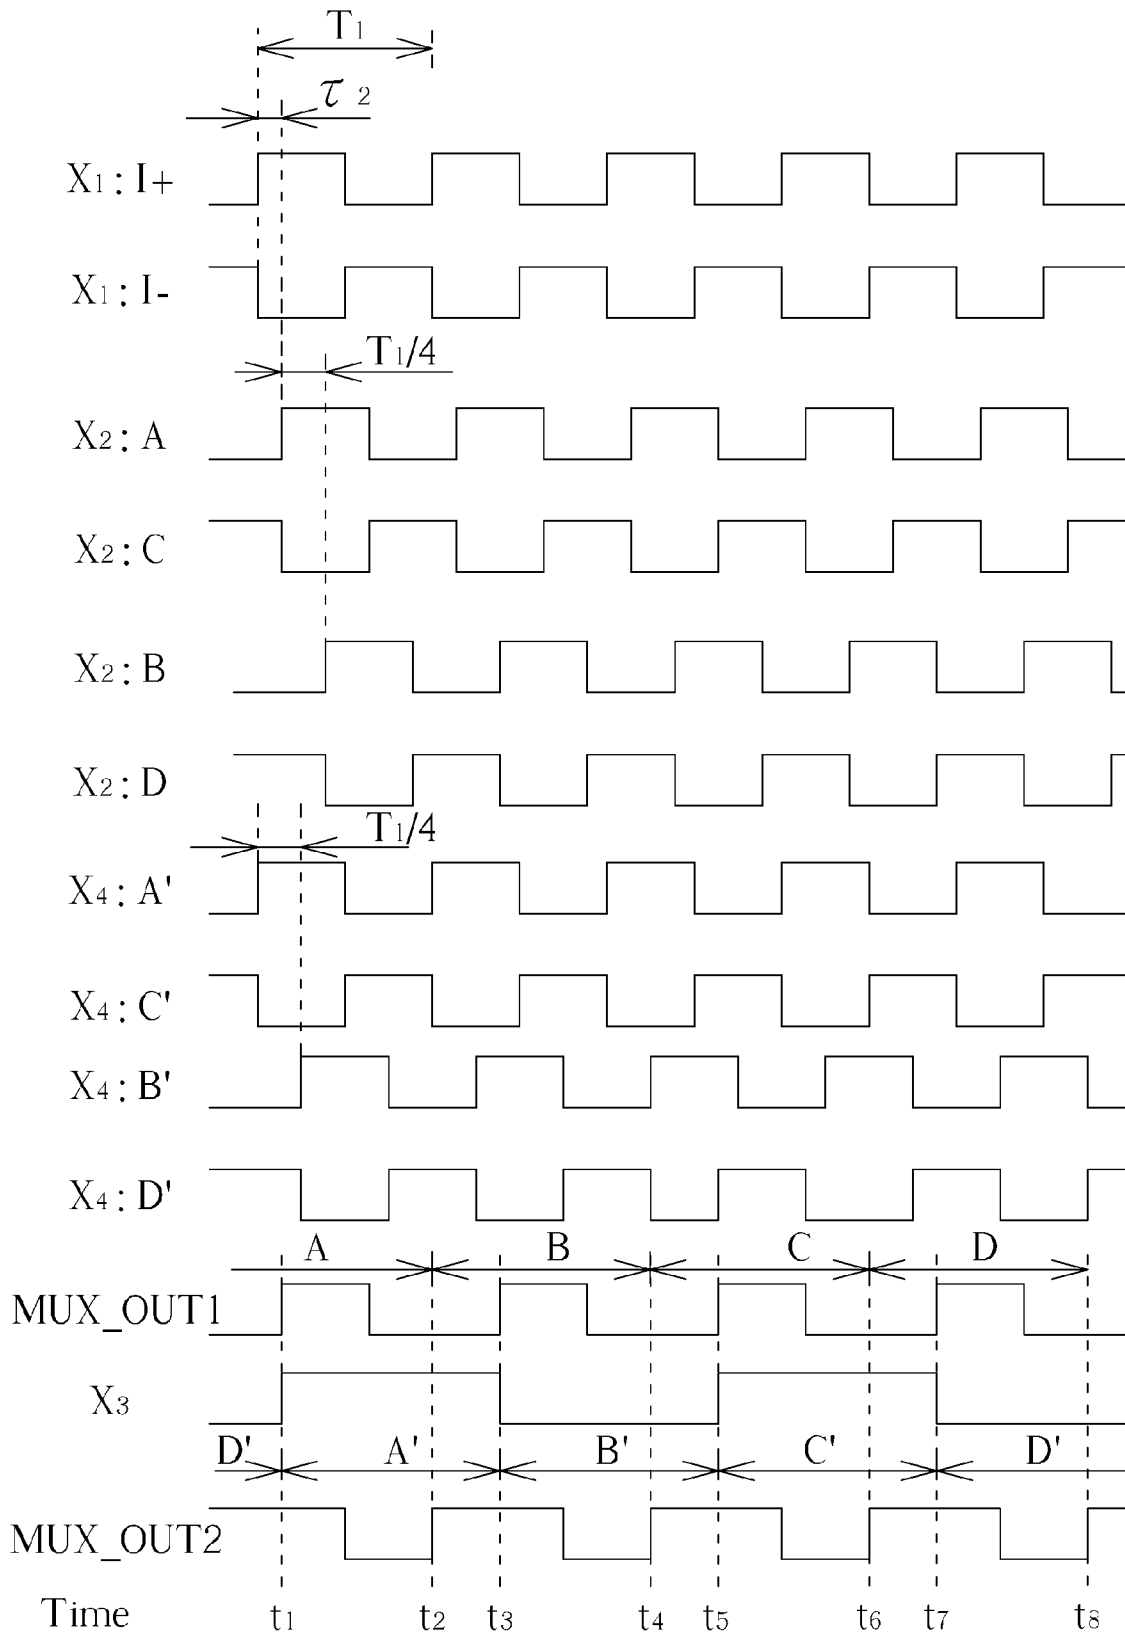 T1
τ 2
X1: I+
X1: I-
T1/4
X2: A
X2: C
X2: B
X2: D
T1/4
X4: A'
X4: C'
X4: B'
X4: D'
A B C D
MUX_OUT1
X3
D' A' B' C' D'
MUX_OUT2
Time t1 t2 t3 t4 t5 t6 t7 t8